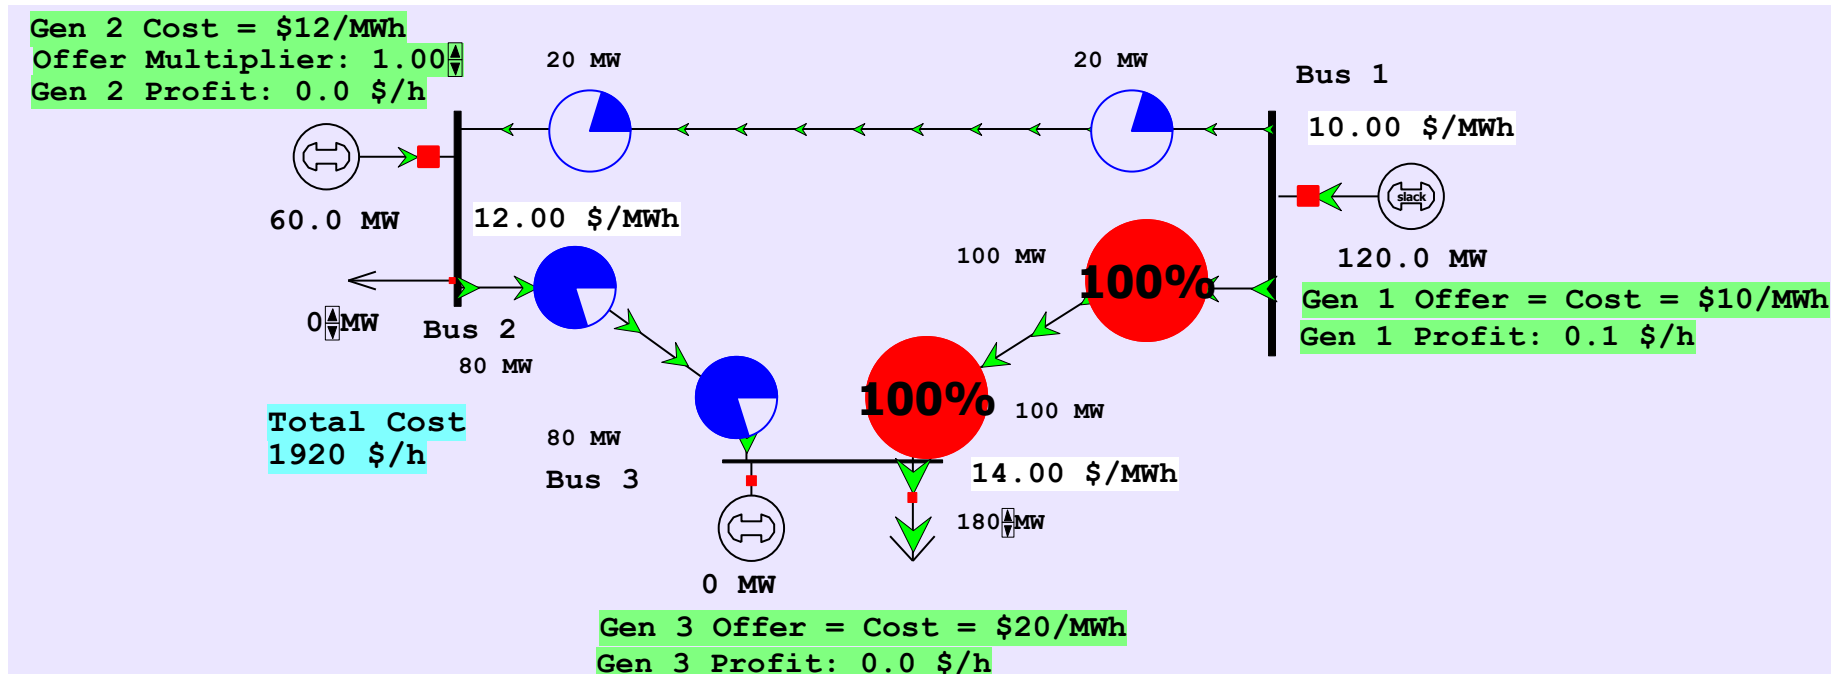 Gen 2 Cost = $12/MWh
Offer Multiplier: 1.00
Gen 2 Profit: 0.0 $/h
20 MW
20 MW
Bus 1
10.00 $/MWh
slack
60.0 MW
12.00 $/MWh
100 MW
100%
120.0 MW
Gen 1 Offer = Cost = $10/MWh
Gen 1 Profit: 0.1 $/h
0 MW
Bus 2
80 MW
Total Cost
1920 $/h
100%
100 MW
80 MW
Bus 3
14.00 $/MWh
180 MW
0 MW
Gen 3 Offer = Cost = $20/MWh
Gen 3 Profit: 0.0 $/h